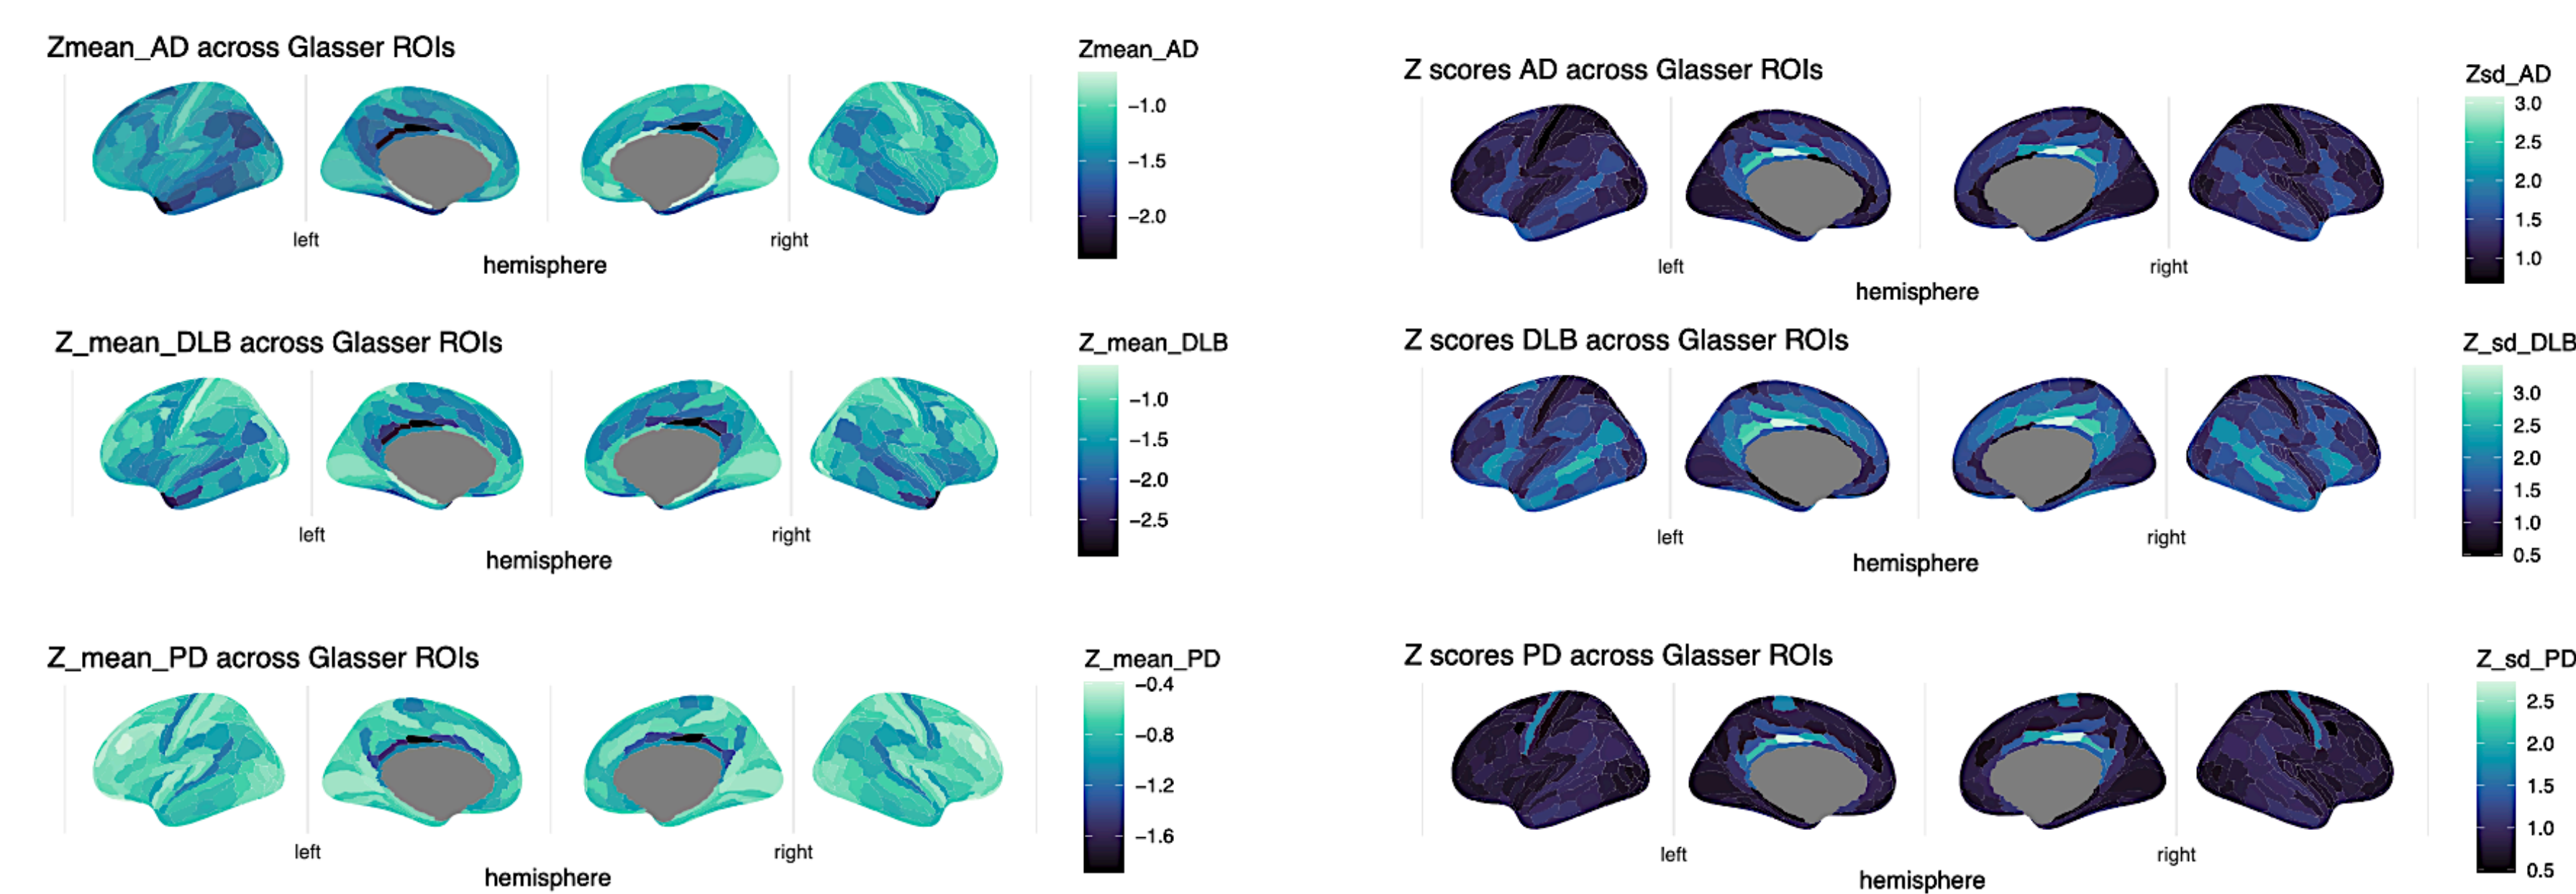 Zmean_AD across Glasser ROIs
Zmean_AD
−1.0
−1.5
−2.0
left
right
hemisphere
Z scores AD across Glasser ROIs
Zsd_AD
3.0
2.5
2.0
1.5
1.0
left
right
hemisphere
Z_mean_DLB across Glasser ROIs
Z_mean_DLB
−1.0
−1.5
−2.0
−2.5
left
right
hemisphere
Z scores DLB across Glasser ROIs
Z_sd_DLB
3.0
2.5
2.0
1.5
1.0
0.5
left
right
hemisphere
Z_mean_PD across Glasser ROIs
Z_mean_PD
−0.4
−0.8
−1.2
−1.6
left
right
hemisphere
Z scores PD across Glasser ROIs
Z_sd_PD
2.5
2.0
1.5
1.0
0.5
left
right
hemisphere